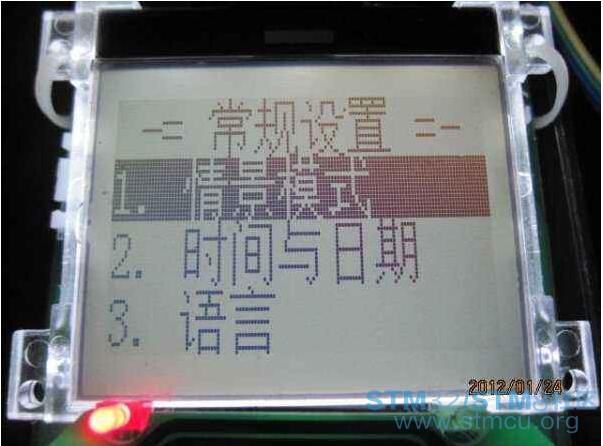 -= 常规设置 =-
1. 情景模式
2. 时间与日期
3. 语言
2012/01/24
www.stmcu.org